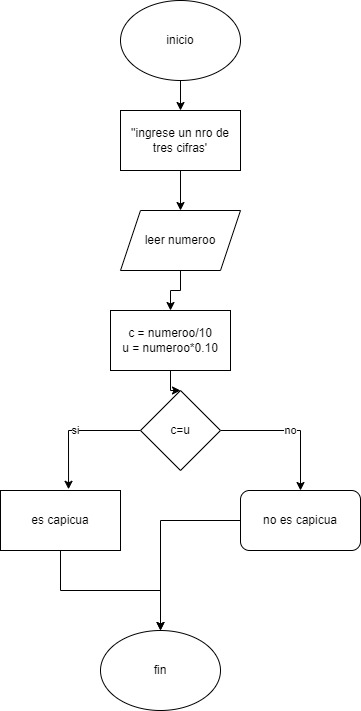 inicio
"ingrese un nro de
tres cifras'
leer numeroo
c = numeroo/10
u = numeroo*0.10
c=u
si
no
es capicua
no es capicua
fin